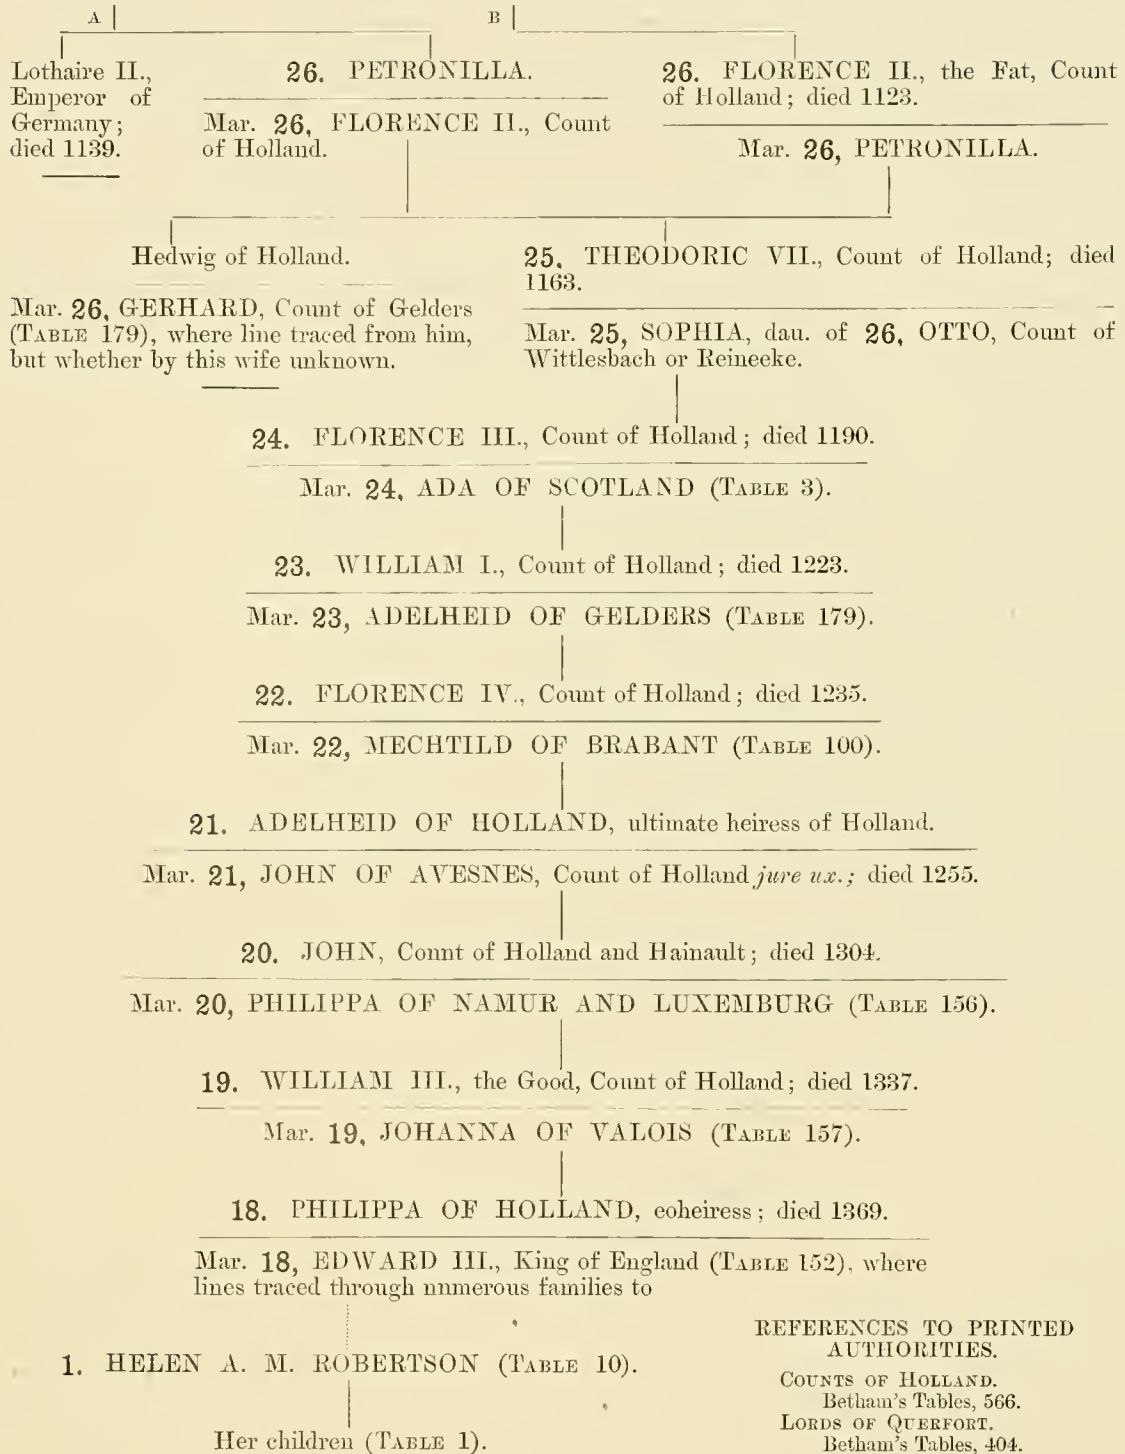 A
B
Lothaire II.,
Emperor of
Germany;
died 1139.
26. PETRONILLA.
Mar. 26, FLORENCE II., Count
of Holland.
26. FLORENCE II., the Fat, Count
of Holland; died 1123.
Mar. 26, PETRONILLA.
Hedwig of Holland.
Mar. 26, GERHARD, Count of Gelders
(TABLE 179), where line traced from him,
but whether by this wife unknown.
25. THEODORIC VII., Count of Holland; died
1163.
Mar. 25, SOPHIA, dau. of 26, OTTO, Count of
Wittlesbach or Reineeke.
24. FLORENCE III., Count of Holland; died 1190.
Mar. 24, ADA OF SCOTLAND (TABLE 3).
23. WILLIAM I., Count of Holland; died 1223.
Mar. 23, ADELHEID OF GELDERS (TABLE 179).
22. FLORENCE IV., Count of Holland; died 1235.
Mar. 22, MECHTILD OF BRABANT (TABLE 100).
21. ADELHEID OF HOLLAND, ultimate heiress of Holland.
Mar. 21, JOHN OF AVESNES, Count of Holland jure ux.; died 1255.
20. JOHN, Count of Holland and Hainault; died 1304.
Mar. 20, PHILIPPA OF NAMUR AND LUXEMBURG (TABLE 156).
19. WILLIAM III., the Good, Count of Holland; died 1337.
Mar. 19, JOHANNA OF VALOIS (TABLE 157).
18. PHILIPPA OF HOLLAND, coheiress; died 1369.
Mar. 18, EDWARD III., King of England (TABLE 152), where
lines traced through numerous families to
1. HELEN A. M. ROBERTSON (TABLE 10).
Her children (TABLE 1).
REFERENCES TO PRINTED
AUTHORITIES.
COUNTS OF HOLLAND.
Betham's Tables, 566.
LORDS OF QUERFORT.
Betham's Tables, 404.